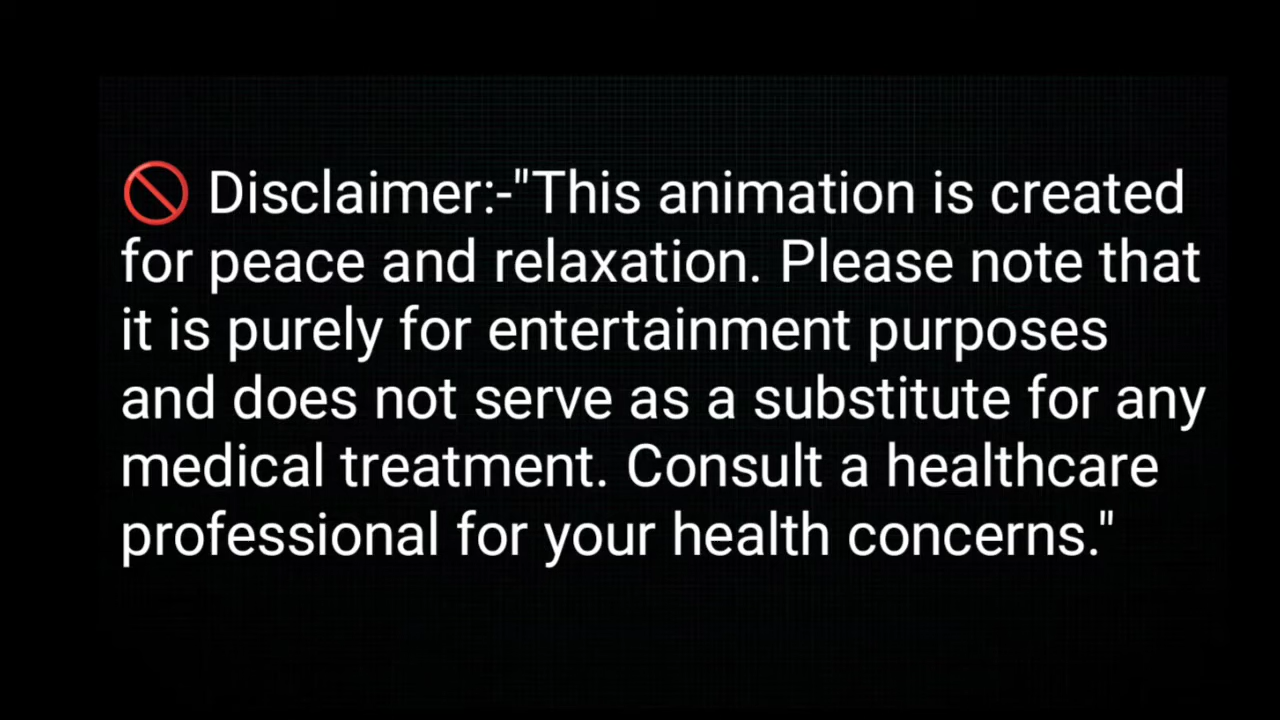 🚫 Disclaimer:-"This animation is created
for peace and relaxation. Please note that
it is purely for entertainment purposes
and does not serve as a substitute for any
medical treatment. Consult a healthcare
professional for your health concerns."